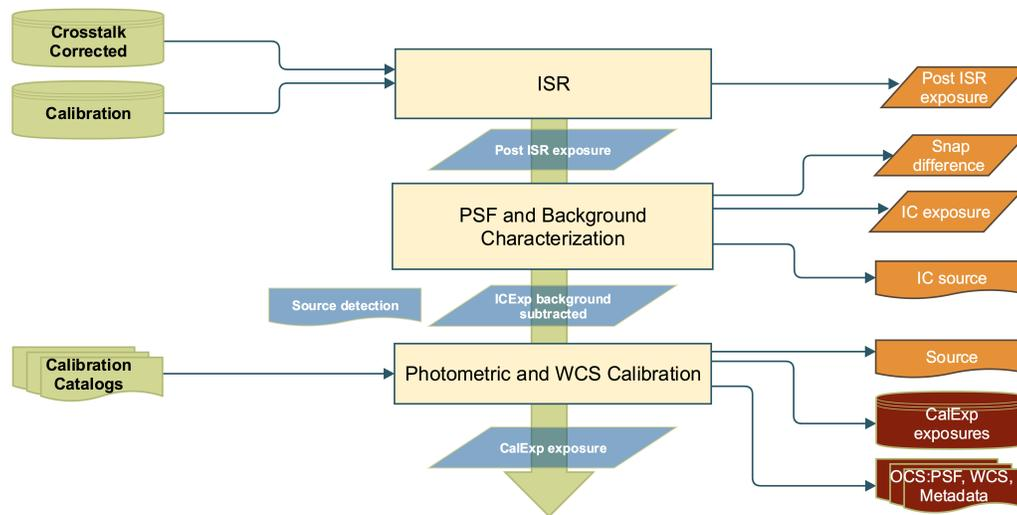 Crosstalk
Corrected
Calibration
ISR
Post ISR
exposure
Post ISR exposure
Snap
difference
PSF and Background
Characterization
IC exposure
IC source
Source detection
ICExp background
subtracted
Calibration
Catalogs
Photometric and WCS Calibration
Source
CalExp
exposures
CalExp exposure
OCS:PSF, WCS,
Metadata